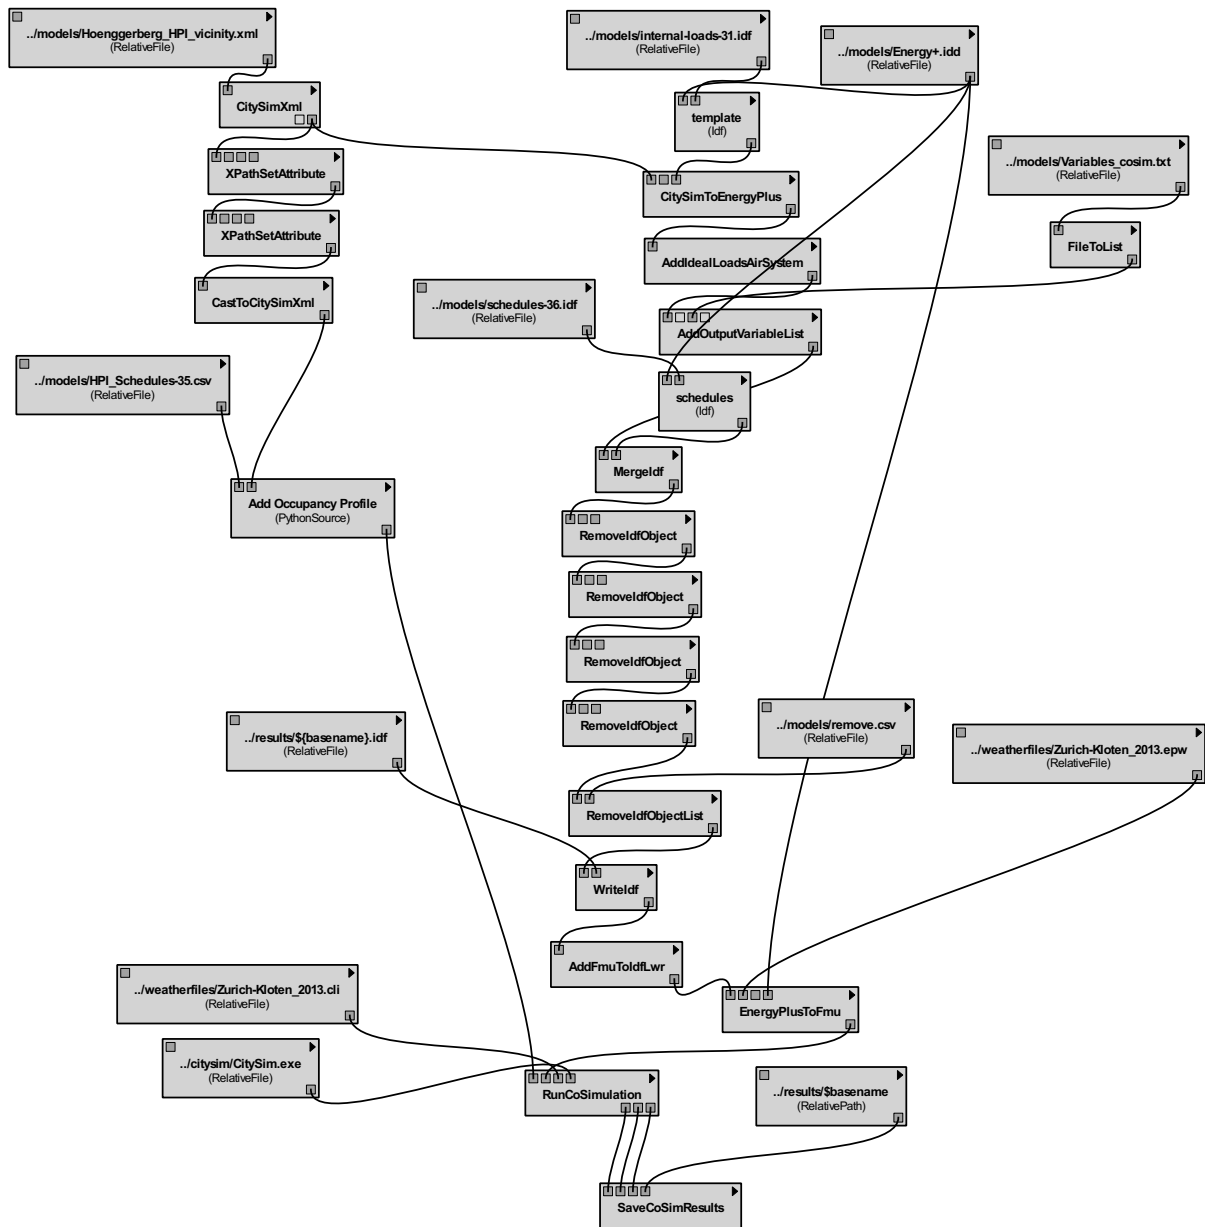 ../models/Hoenggerberg_HPI_vicinity.xml
(RelativeFile)
../models/internal-loads-31.idf
(RelativeFile)
../models/Energy+.idd
(RelativeFile)
CitySimXml
template
(Idf)
../models/Variables_cosim.txt
(RelativeFile)
XPathSetAttribute
CitySimToEnergyPlus
XPathSetAttribute
FileToList
AddIdealLoadsAirSystem
CastToCitySimXml
../models/schedules-36.idf
(RelativeFile)
AddOutputVariableList
../models/HPI_Schedules-35.csv
(RelativeFile)
schedules
(Idf)
MergeIdf
Add Occupancy Profile
(PythonSource)
RemoveIdfObject
RemoveIdfObject
RemoveIdfObject
RemoveIdfObject
../results/${basename}.idf
(RelativeFile)
../models/remove.csv
(RelativeFile)
../weatherfiles/Zurich-Kloten_2013.epw
(RelativeFile)
RemoveIdfObjectList
WriteIdf
AddFmuToIdfLwr
../weatherfiles/Zurich-Kloten_2013.cli
(RelativeFile)
EnergyPlusToFmu
../citysim/CitySim.exe
(RelativeFile)
RunCoSimulation
../results/$basename
(RelativePath)
SaveCoSimResults